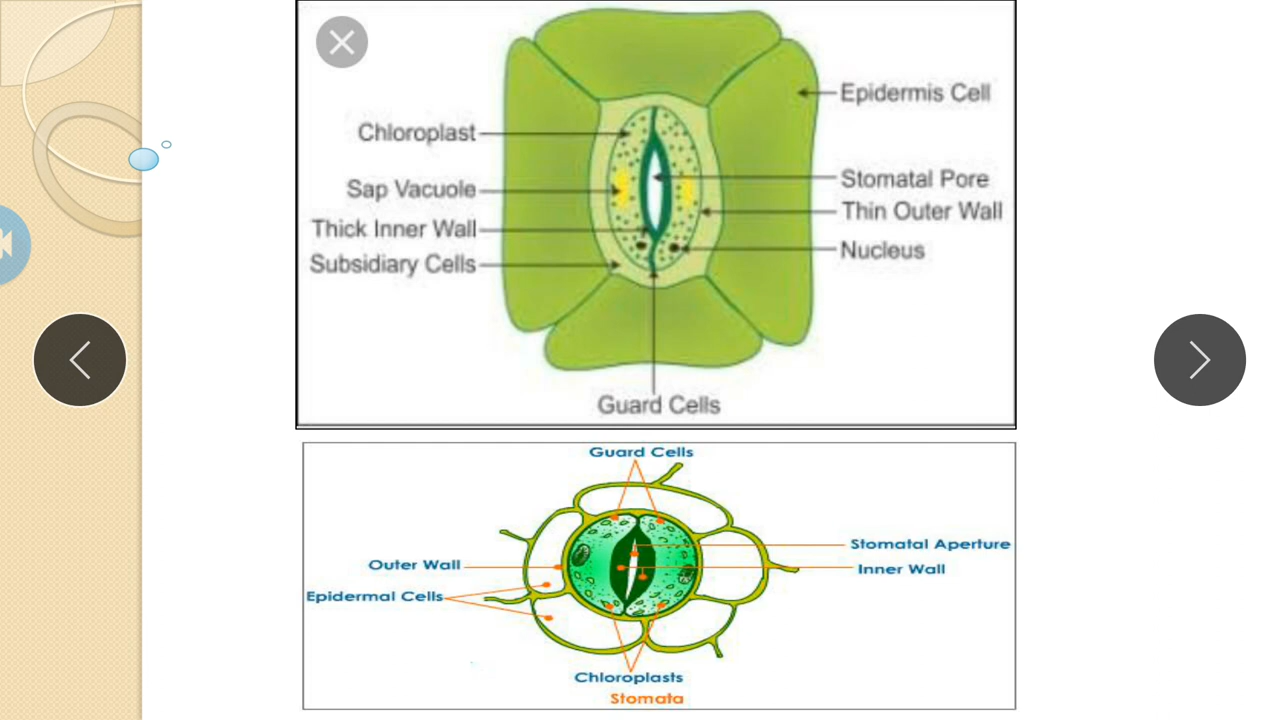 Chloroplast
Sap Vacuole
Thick Inner Wall
Subsidiary Cells
Epidermis Cell
Stomatal Pore
Thin Outer Wall
Nucleus
Guard Cells
Guard Cells
Outer Wall
Epidermal Cells
Stomatal Aperture
Inner Wall
Chloroplasts
Stomata